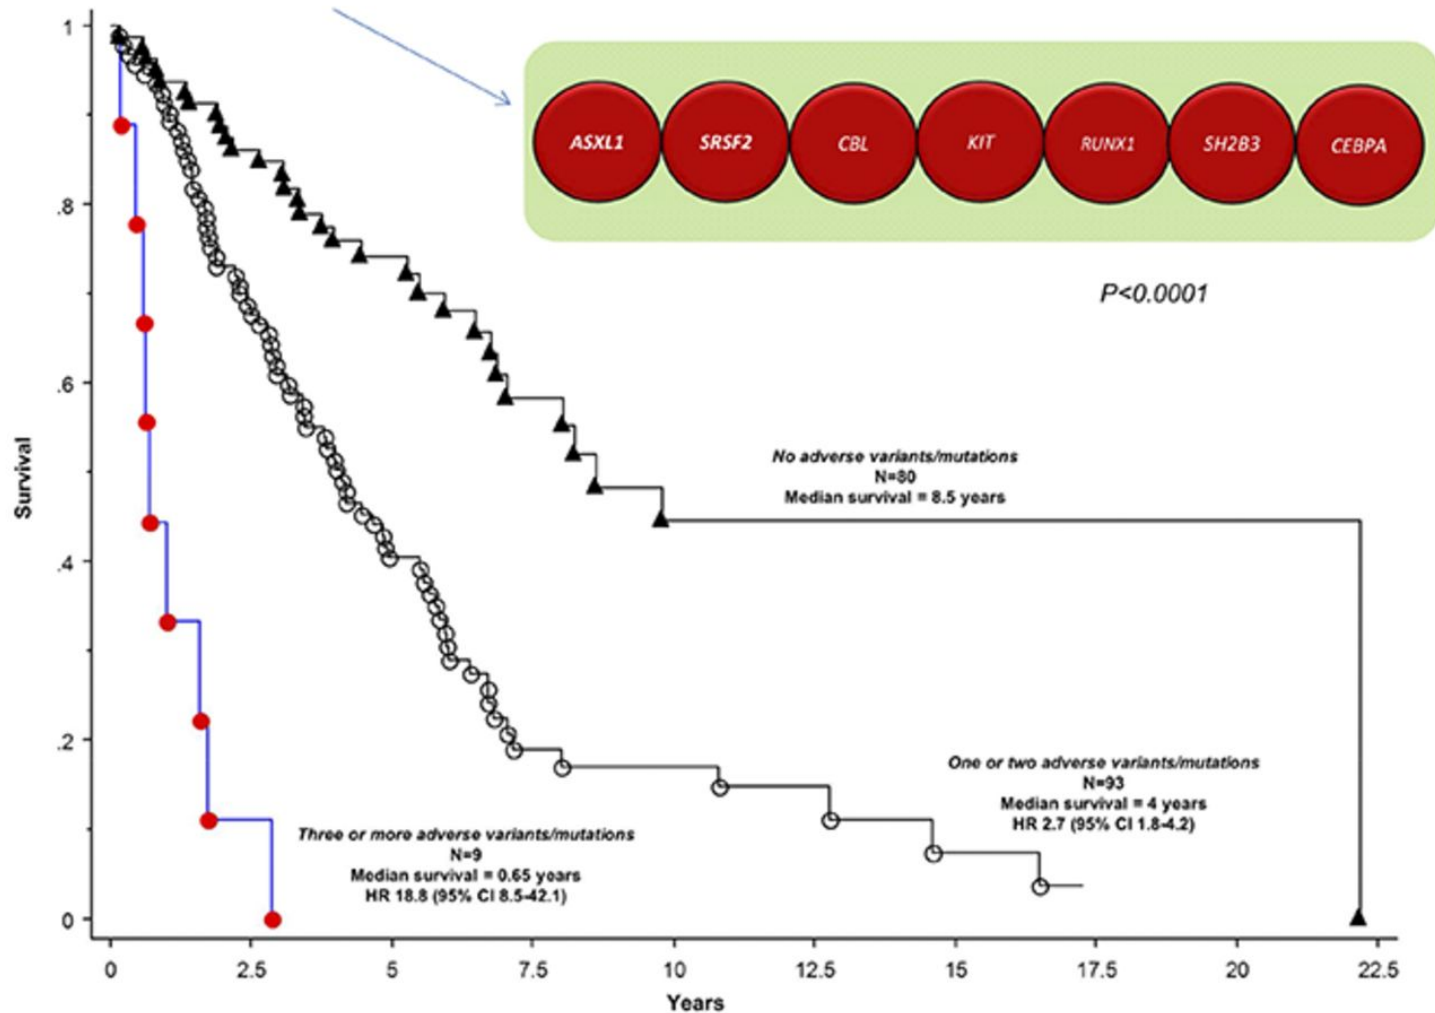 1
.8
.6
.4
.2
0
Survival
ASXL1 SRSF2 CBL KIT RUNX1 SH2B3 CEBPA
P<0.0001
No adverse variants/mutations
N=80
Median survival = 8.5 years
One or two adverse variants/mutations
N=93
Median survival = 4 years
HR 2.7 (95% CI 1.8-4.2)
Three or more adverse variants/mutations
N=9
Median survival = 0.65 years
HR 18.8 (95% CI 8.5-42.1)
0 2.5 5 7.5 10 12.5 15 17.5 20 22.5
Years